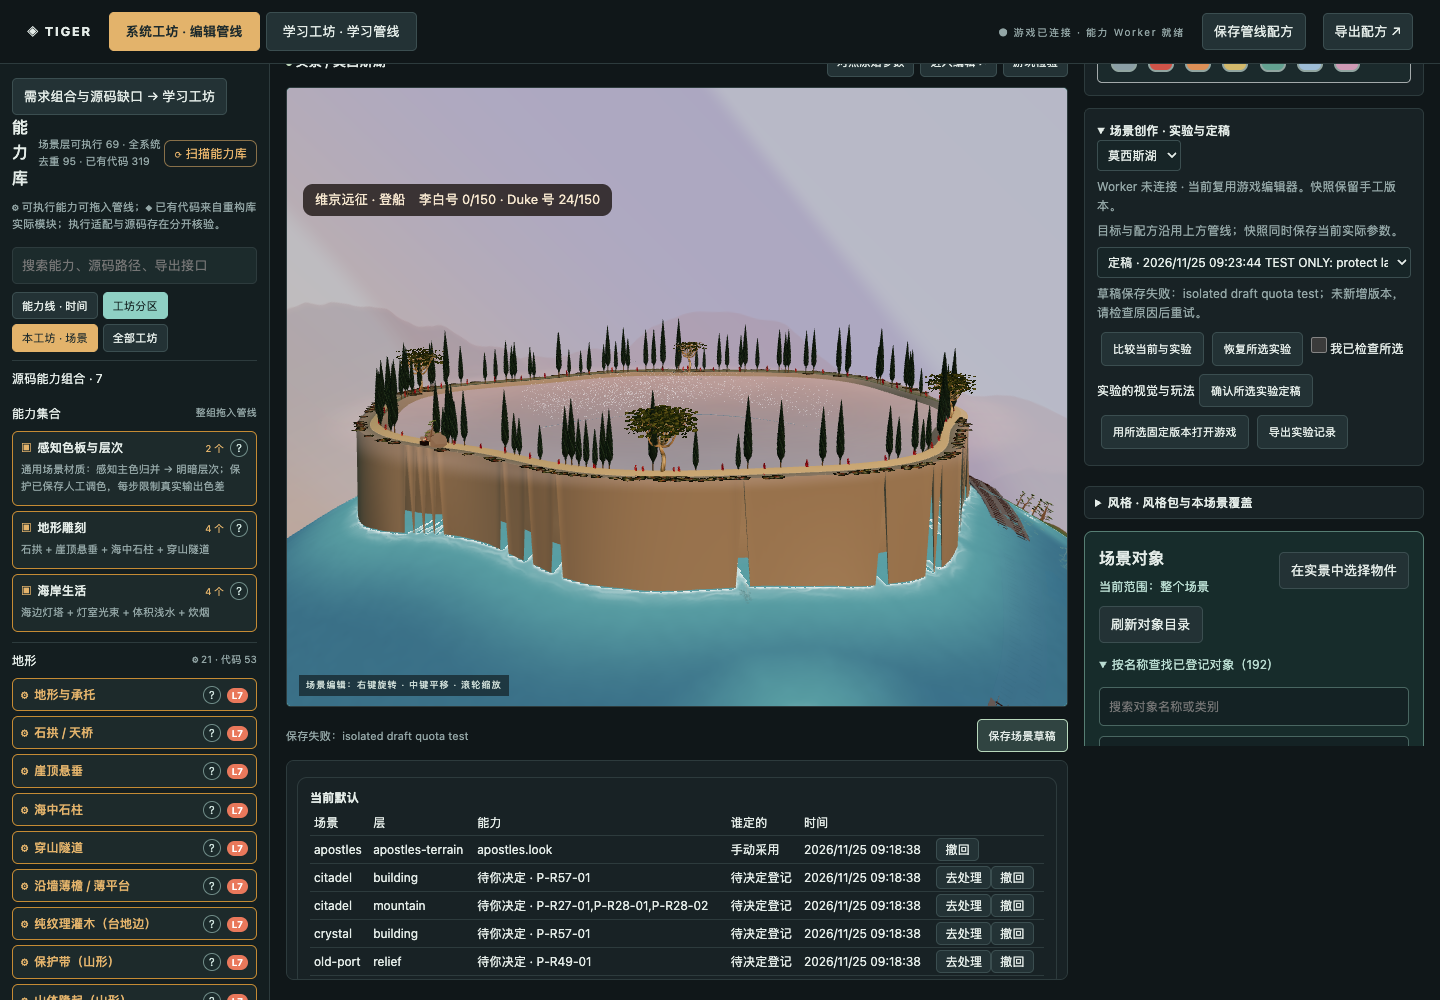 ◈ TIGER
系统工坊 · 编辑管线
学习工坊 · 学习管线
游戏已连接 · 能力 Worker 就绪
保存管线配方
导出配方 ↗
需求组合与源码缺口 → 学习工坊
能力库
场景层可执行 69 · 全系统去重 95 · 已有代码 319
⟳ 扫描能力库
⚙ 可执行能力可拖入管线；◆ 已有代码来自重构库实际模块；执行适配与源码存在分开核验。
搜索能力、源码路径、导出接口
能力线 · 时间
工坊分区
本工坊 · 场景
全部工坊
源码能力组合 · 7
能力集合
整组拖入管线
▣ 感知色板与层次
2 个 ?
通用场景材质：感知主色归并 → 明暗层次；保护已保存人工调色，每步限制真实输出色差
▣ 地形雕刻
4 个 ?
石拱 + 崖顶悬垂 + 海中石柱 + 穿山隧道
▣ 海岸生活
4 个 ?
海边灯塔 + 灯室光束 + 体积浅水 + 炊烟
地形
⚙ 21 · 代码 53
⚙ 地形与承托 ? L7
⚙ 石拱 / 天桥 ? L7
⚙ 崖顶悬垂 ? L7
⚙ 海中石柱 ? L7
⚙ 穿山隧道 ? L7
⚙ 沿墙薄檐 / 薄平台 ? L7
⚙ 纯纹理灌木（台地边） ? L7
⚙ 保护带（山形） ? L7
维京远征 · 登船 李白号 0/150 · Duke 号 24/150
场景编辑：右键旋转 · 中键平移 · 滚轮缩放
保存失败：isolated draft quota test
保存场景草稿
当前默认
场景 层 能力 谁定的 时间
apostles apostles-terrain apostles.look 手动采用 2026/11/25 09:18:38 撤回
citadel building 待你决定 · P-R57-01 待决定登记 2026/11/25 09:18:38 去处理 撤回
citadel mountain 待你决定 · P-R27-01,P-R28-01,P-R28-02 待决定登记 2026/11/25 09:18:38 去处理 撤回
crystal building 待你决定 · P-R57-01 待决定登记 2026/11/25 09:18:38 去处理 撤回
old-port relief 待你决定 · P-R49-01 待决定登记 2026/11/25 09:18:38 去处理 撤回
▼ 场景创作 · 实验与定稿
莫西斯湖
Worker 未连接 · 当前复用游戏编辑器。快照保留手工版本。
目标与配方沿用上方管线；快照同时保存当前实际参数。
定稿 · 2026/11/25 09:23:44 TEST ONLY: protect la
草稿保存失败：isolated draft quota test；未新增版本，请检查原因后重试。
比较当前与实验
恢复所选实验
我已检查所选实验的视觉与玩法
确认所选实验定稿
用所选固定版本打开游戏
导出实验记录
▶ 风格 · 风格包与本场景覆盖
场景对象
当前范围：整个场景
在实景中选择物件
刷新对象目录
▼ 按名称查找已登记对象（192）
搜索对象名称或类别